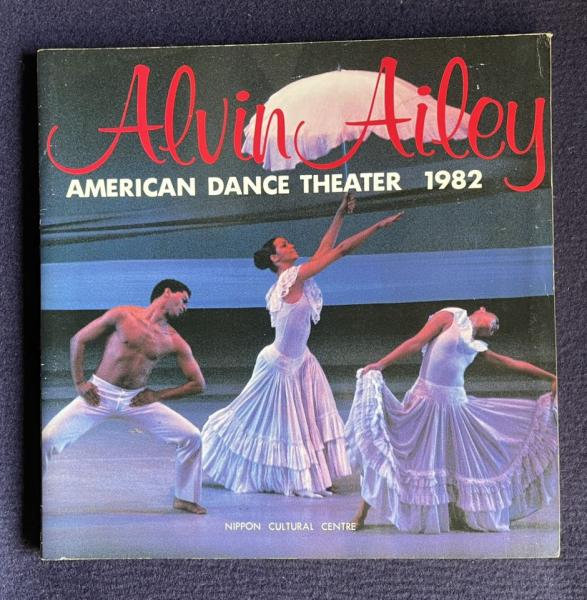 Alvin Ailey
AMERICAN DANCE THEATER 1982
NIPPON CULTURAL CENTRE